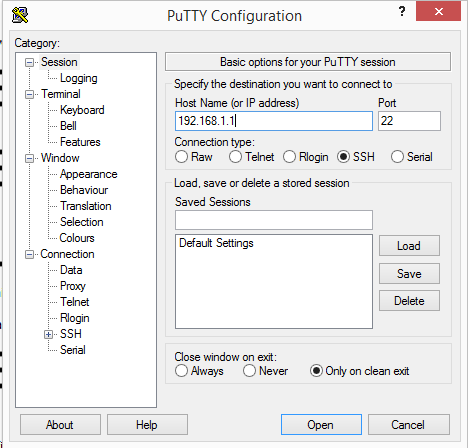 PuTTY Configuration
?
Category:
Session
Logging
Terminal
Keyboard
Bell
Features
Window
Appearance
Behaviour
Translation
Selection
Colours
Connection
Data
Proxy
Telnet
Rlogin
SSH
Serial
Basic options for your PuTTY session
Specify the destination you want to connect to
Host Name (or IP address) Port
192.168.1.1 22
Connection type:
Raw Telnet Rlogin SSH Serial
Load, save or delete a stored session
Saved Sessions
Default Settings
Load
Save
Delete
Close window on exit:
Always Never Only on clean exit
About Help Open Cancel